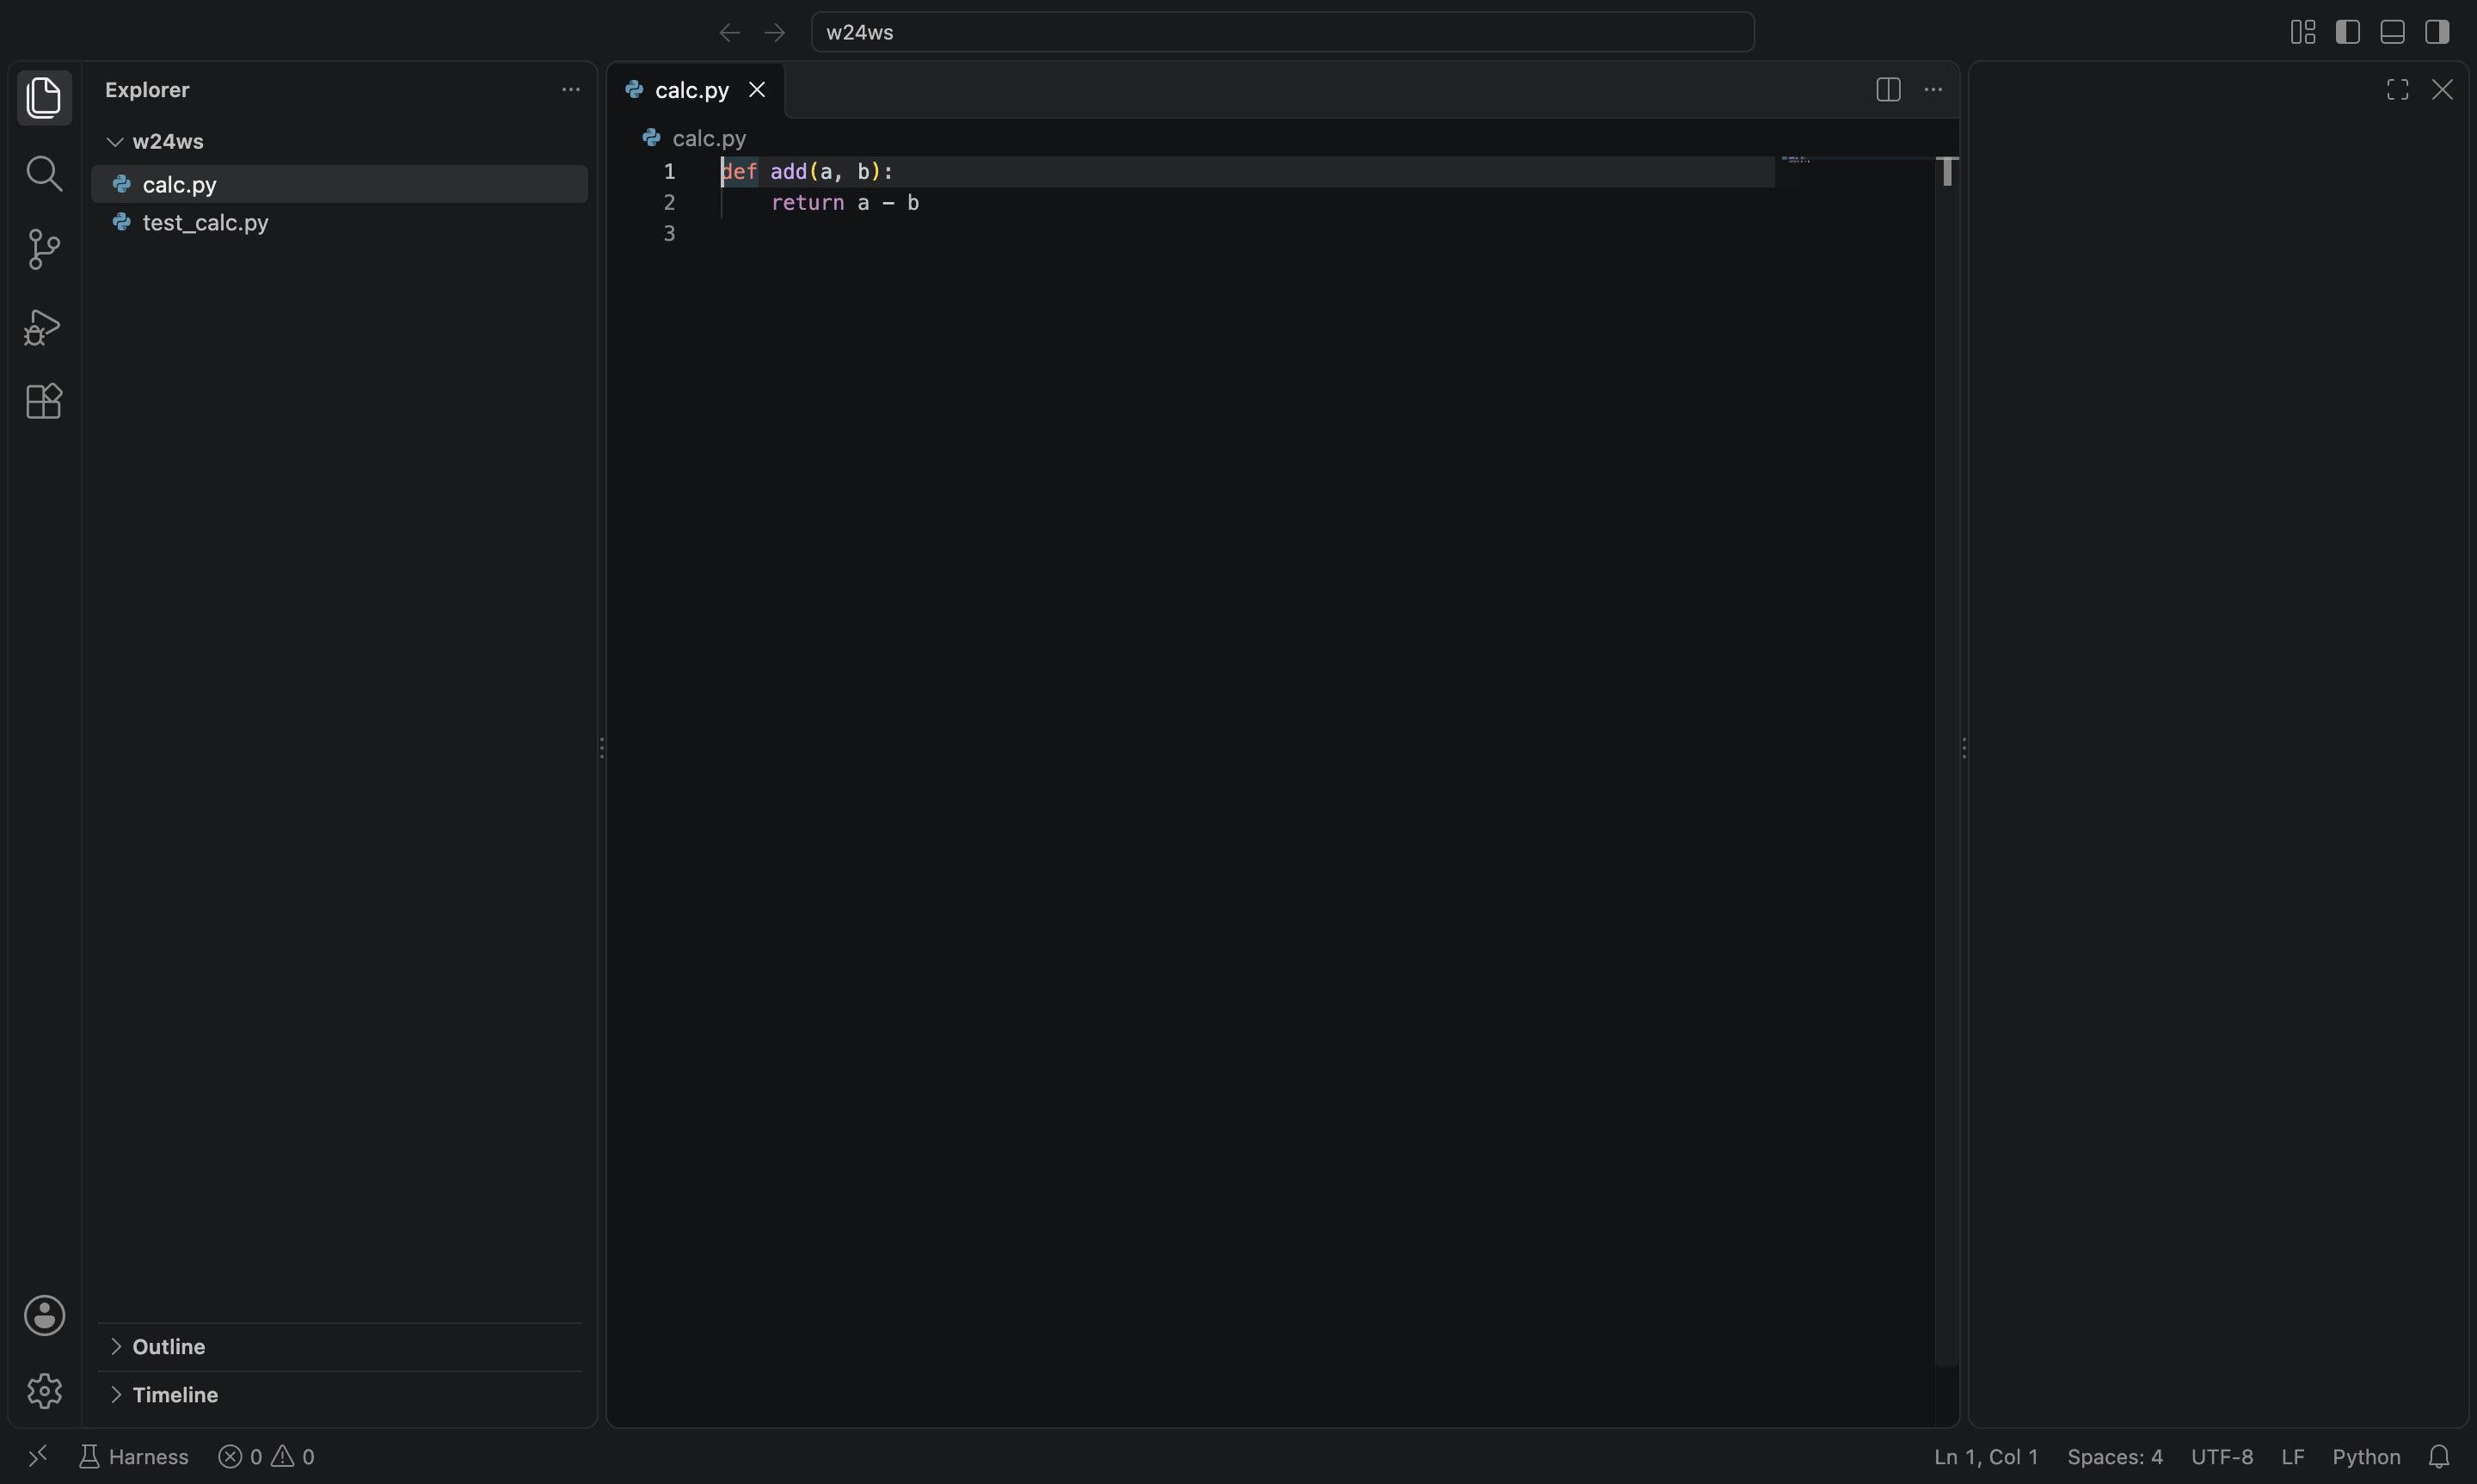 w24ws
Explorer
w24ws
calc.py
test_calc.py
Outline
Timeline
calc.py
calc.py
1 def add(a, b):
2     return a - b
3
Harness 0 0
Ln 1, Col 1 Spaces: 4 UTF-8 LF Python